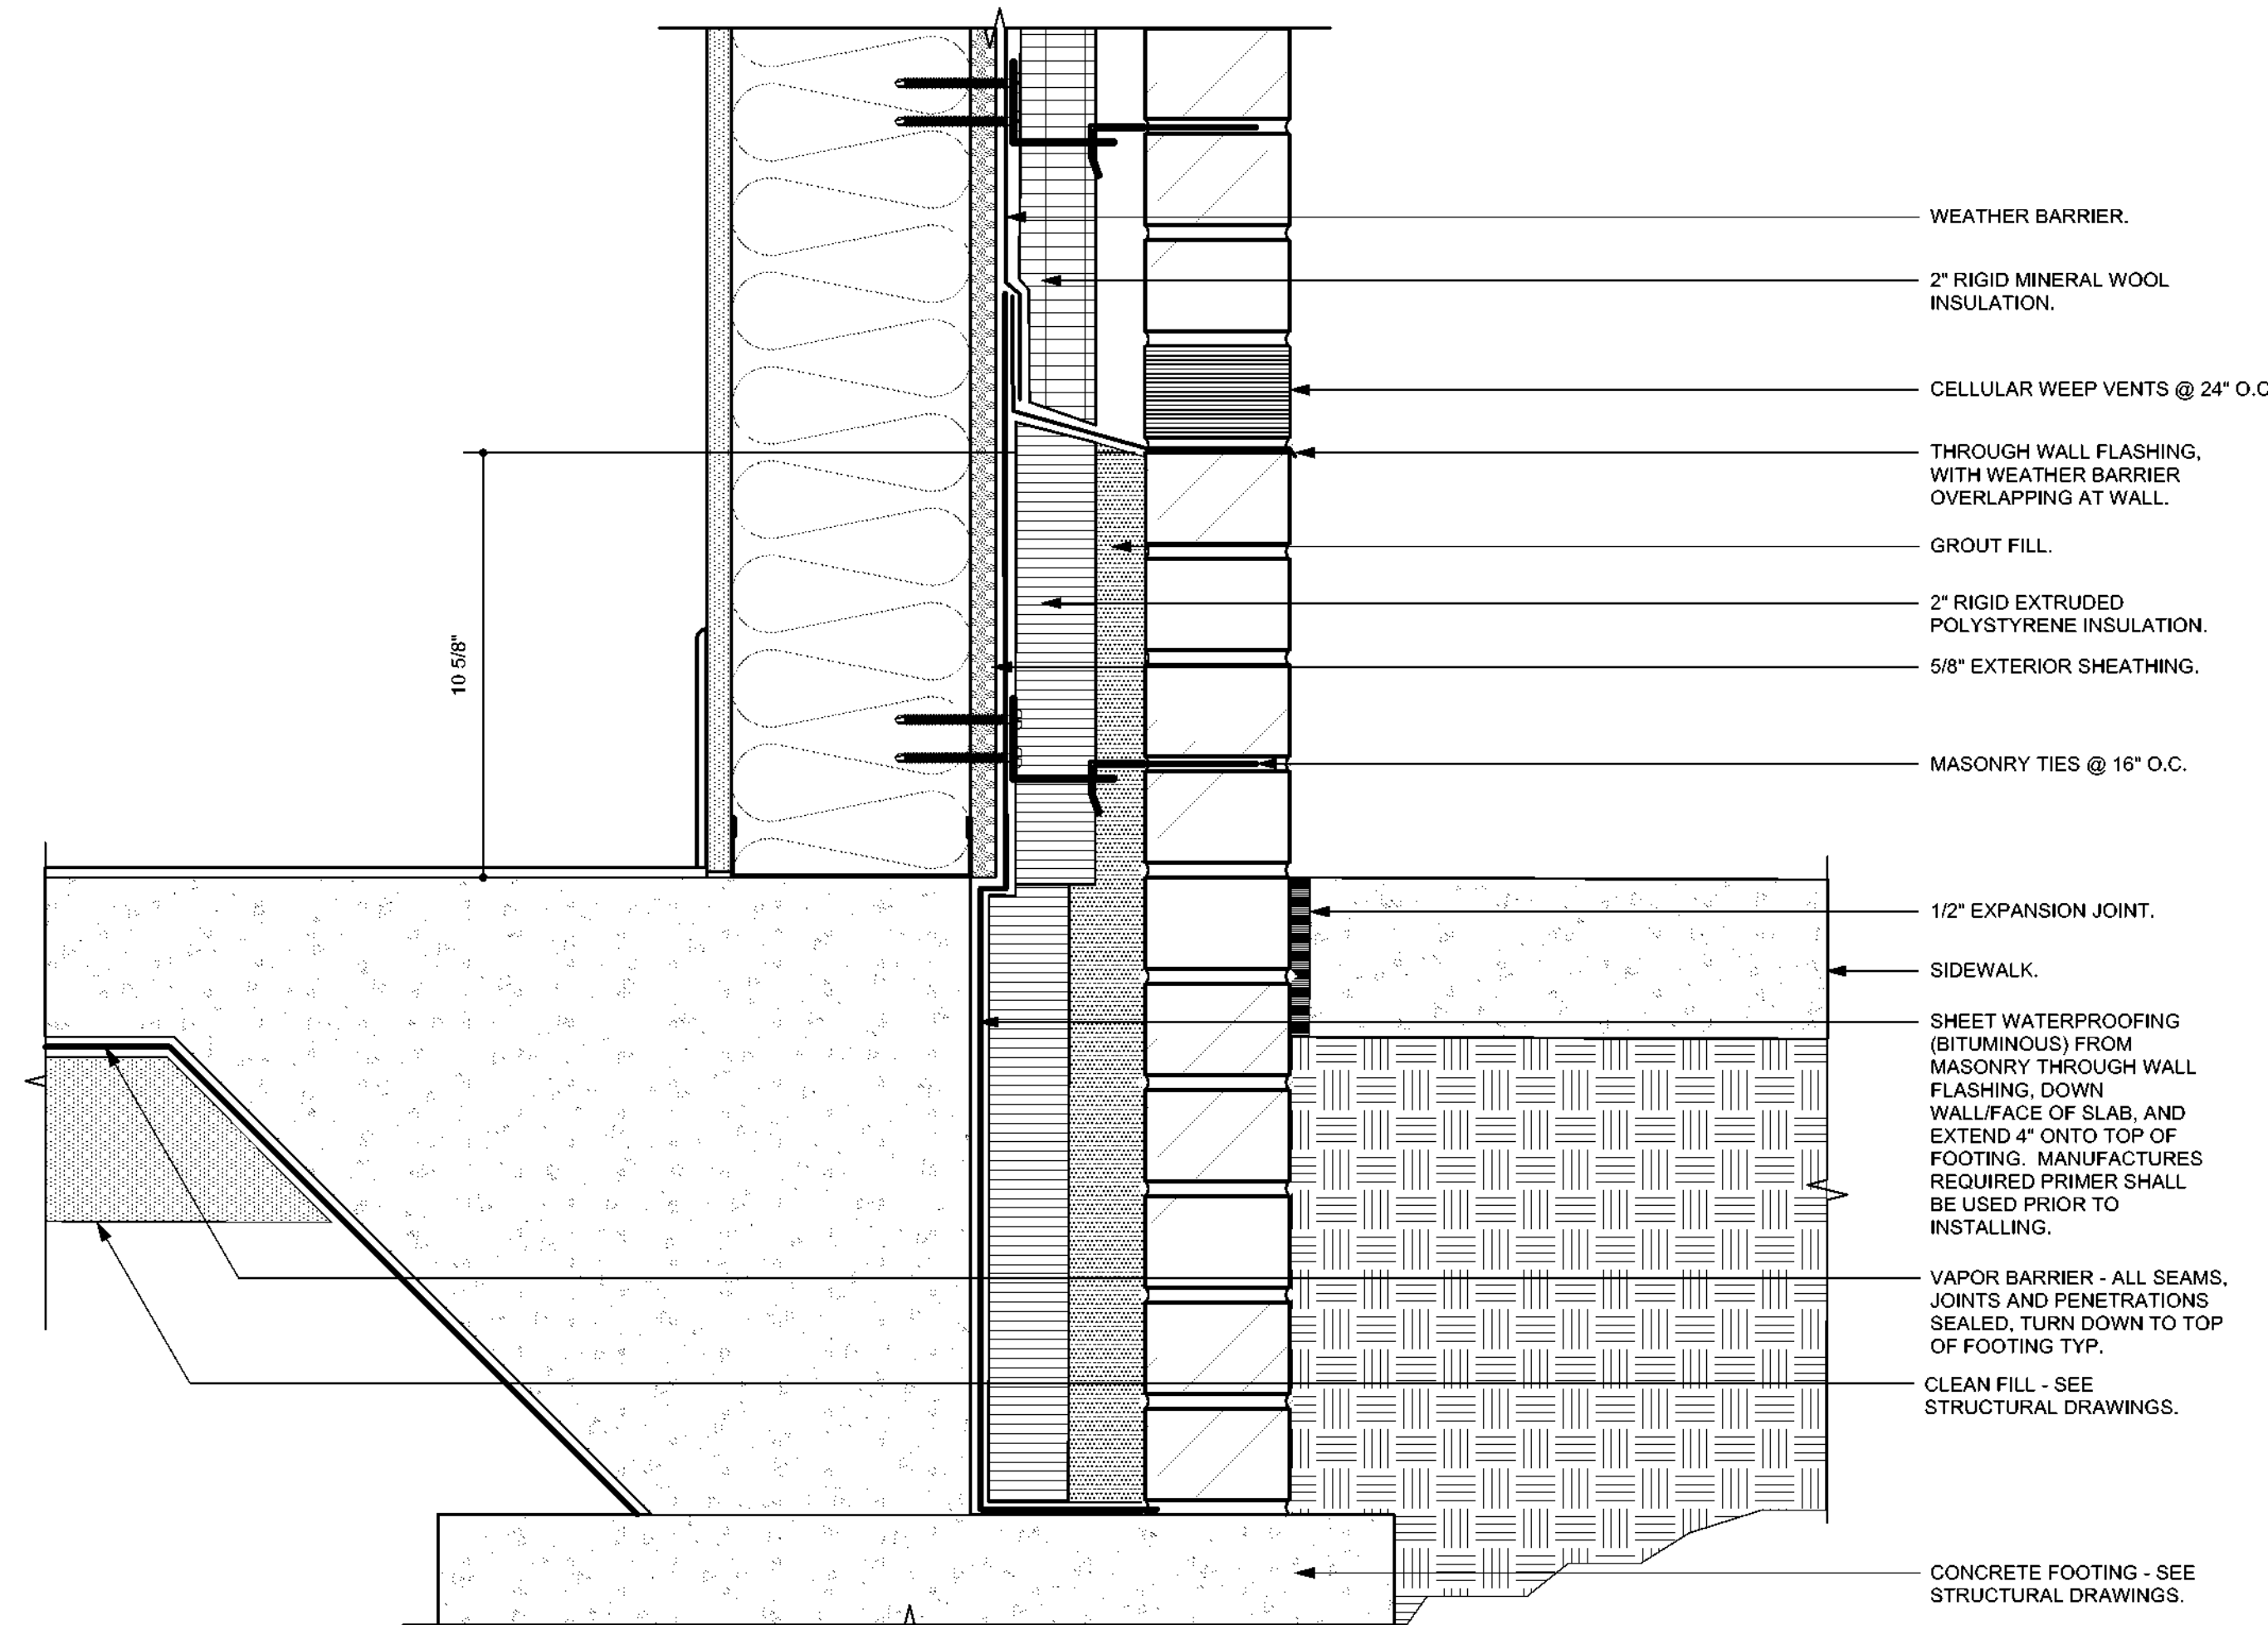 WEATHER BARRIER.
2" RIGID MINERAL WOOL
INSULATION.
CELLULAR WEEP VENTS @ 24" O.C
THROUGH WALL FLASHING,
WITH WEATHER BARRIER
OVERLAPPING AT WALL.
GROUT FILL.
2" RIGID EXTRUDED
POLYSTYRENE INSULATION.
5/8" EXTERIOR SHEATHING.
10 5/8"
MASONRY TIES @ 16" O.C.
1/2" EXPANSION JOINT.
SIDEWALK.
SHEET WATERPROOFING
(BITUMINOUS) FROM
MASONRY THROUGH WALL
FLASHING, DOWN
WALL/FACE OF SLAB, AND
EXTEND 4" ONTO TOP OF
FOOTING. MANUFACTURES
REQUIRED PRIMER SHALL
BE USED PRIOR TO
INSTALLING.
VAPOR BARRIER - ALL SEAMS,
JOINTS AND PENETRATIONS
SEALED, TURN DOWN TO TOP
OF FOOTING TYP.
CLEAN FILL - SEE
STRUCTURAL DRAWINGS.
CONCRETE FOOTING - SEE
STRUCTURAL DRAWINGS.